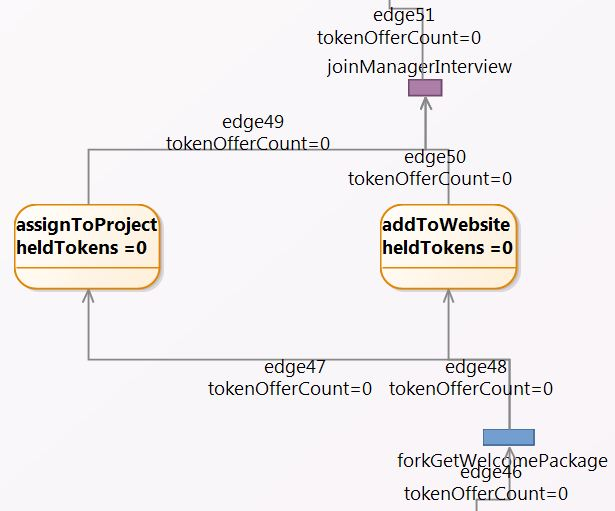 edge51
tokenOfferCount=0
joinManagerInterview
edge49
tokenOfferCount=0
edge50
tokenOfferCount=0
assignToProject
heldTokens =0
addToWebsite
heldTokens =0
edge47
tokenOfferCount=0
edge48
tokenOfferCount=0
forkGetWelcomePackage
edge46
tokenOfferCount=0